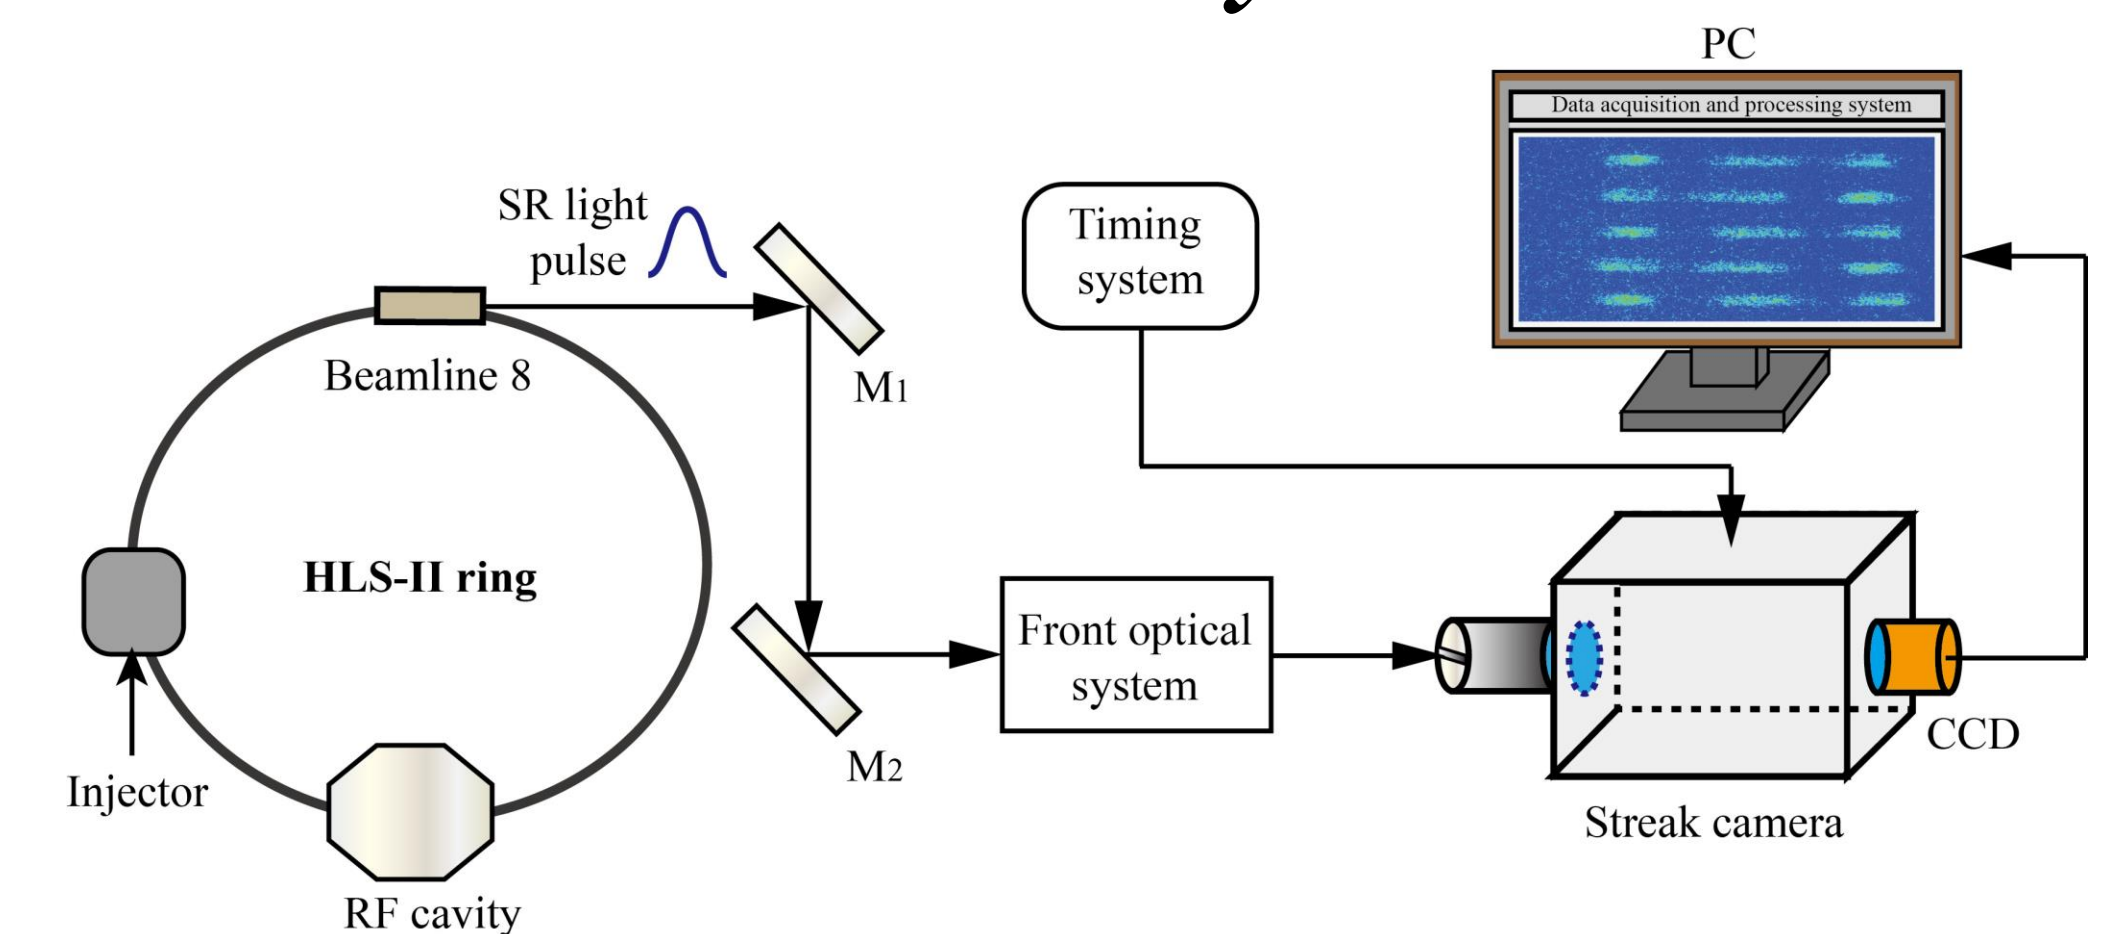 PC
Data acquisition and processing system
SR light
pulse
Timing
system
M1
Beamline 8
HLS-II ring
Front optical
system
M2
CCD
Injector
Streak camera
RF cavity